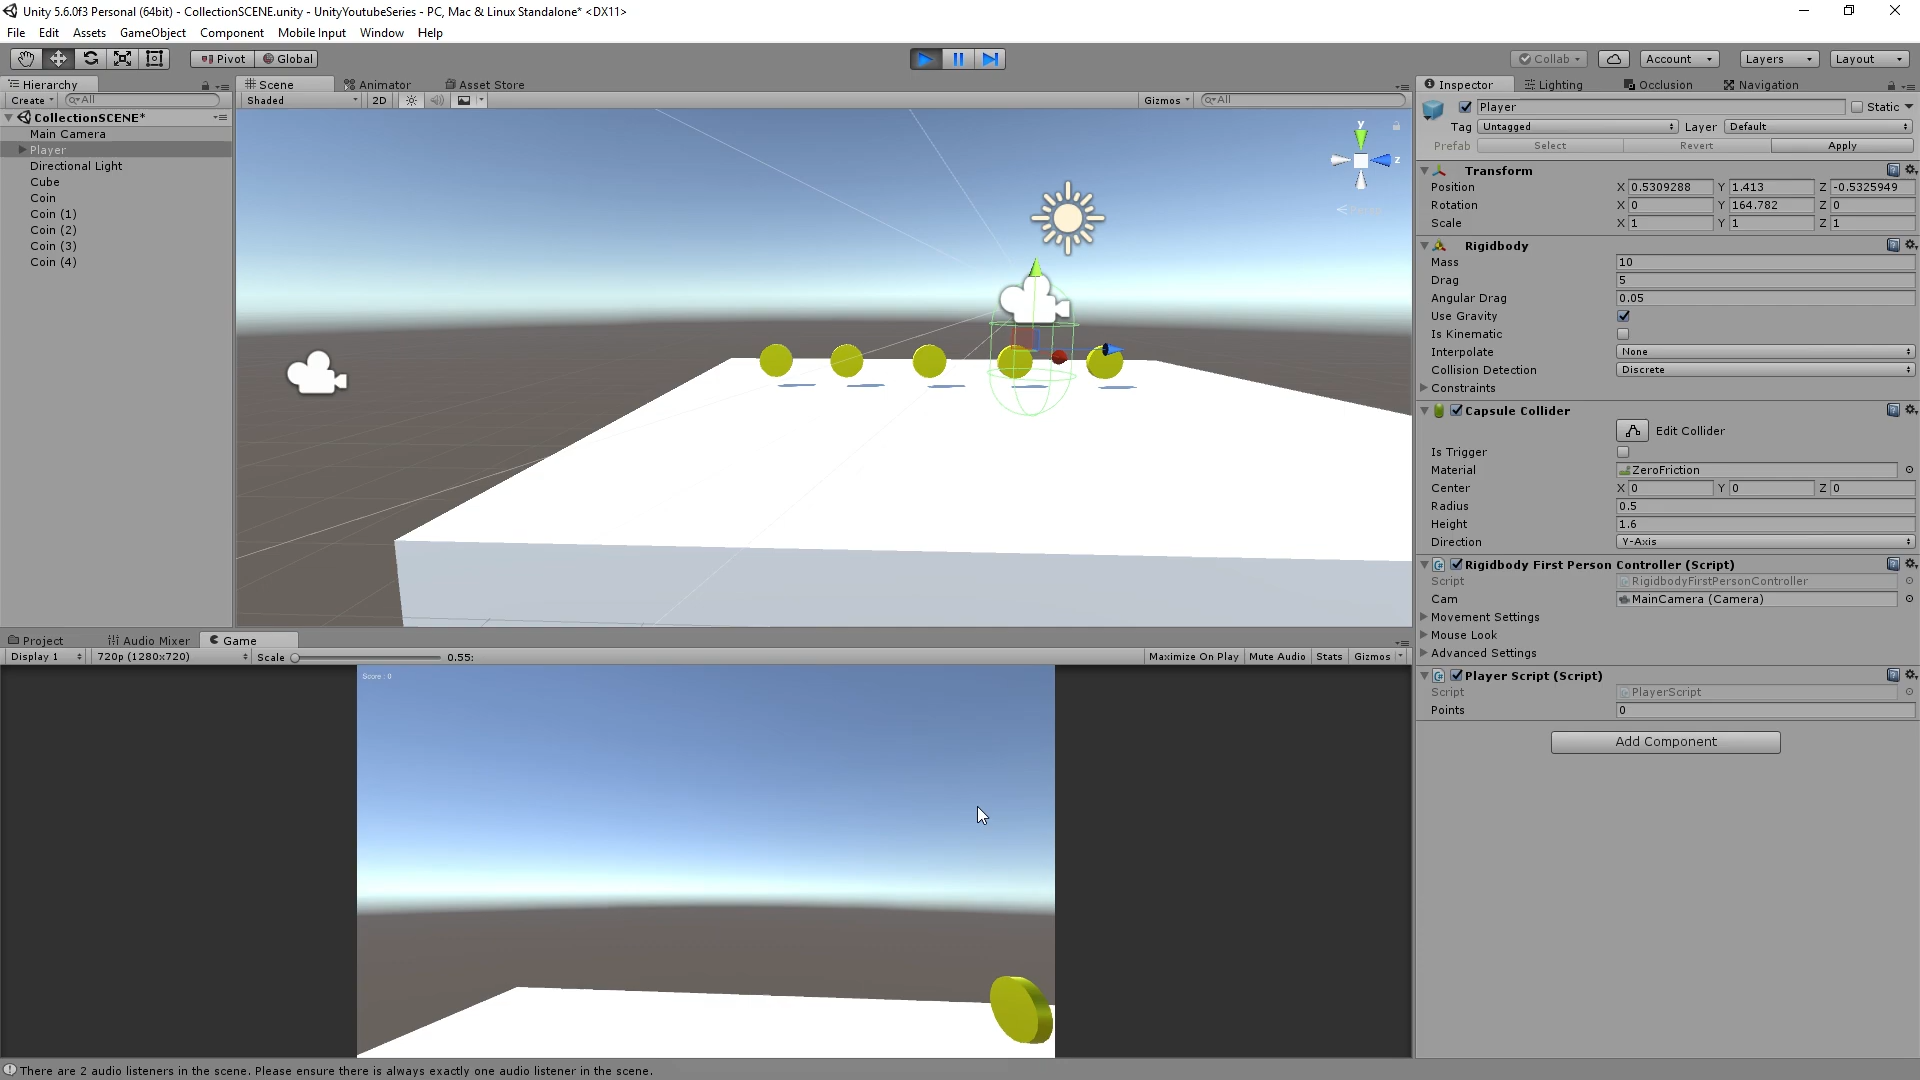 Unity 5.6.0f3 Personal (64bit) - CollectionSCENE.unity - UnityYoutubeSeries - PC, Mac & Linux Standalone* <DX11>
File Edit Assets GameObject Component Mobile Input Window Help
Pivot Global Collab Account Layers Layout
Hierarchy
Create All
CollectionSCENE*
Main Camera
Player
Directional Light
Cube
Coin
Coin (1)
Coin (2)
Coin (3)
Coin (4)
Scene Animator Asset Store
Shaded 2D Gizmos All
y
z
Project Audio Mixer Game
Display 1 720p (1280x720) Scale 0.55: Maximize On Play Mute Audio Stats Gizmos
Score : 0
Inspector Lighting Occlusion Navigation
Player Static
Tag Untagged Layer Default
Prefab Select Revert Apply
Transform
Position X 0.5309288 Y 1.413 Z -0.5325949
Rotation X 0 Y 164.782 Z 0
Scale X 1 Y 1 Z 1
Rigidbody
Mass 10
Drag 5
Angular Drag 0.05
Use Gravity
Is Kinematic
Interpolate None
Collision Detection Discrete
Constraints
Capsule Collider
Edit Collider
Is Trigger
Material ZeroFriction
Center X 0 Y 0 Z 0
Radius 0.5
Height 1.6
Direction Y-Axis
Rigidbody First Person Controller (Script)
Script RigidbodyFirstPersonController
Cam MainCamera (Camera)
Movement Settings
Mouse Look
Advanced Settings
Player Script (Script)
Script PlayerScript
Points 0
Add Component
There are 2 audio listeners in the scene. Please ensure there is always exactly one audio listener in the scene.